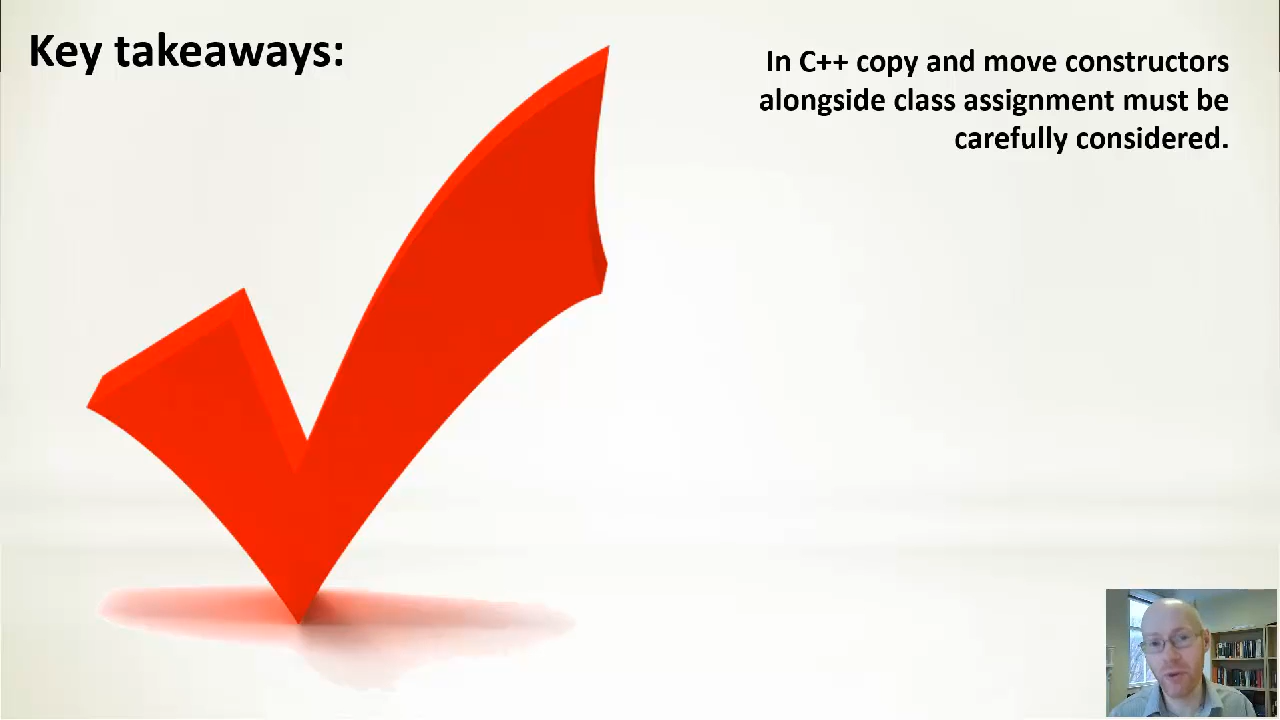 Key takeaways:
In C++ copy and move constructors
alongside class assignment must be
carefully considered.